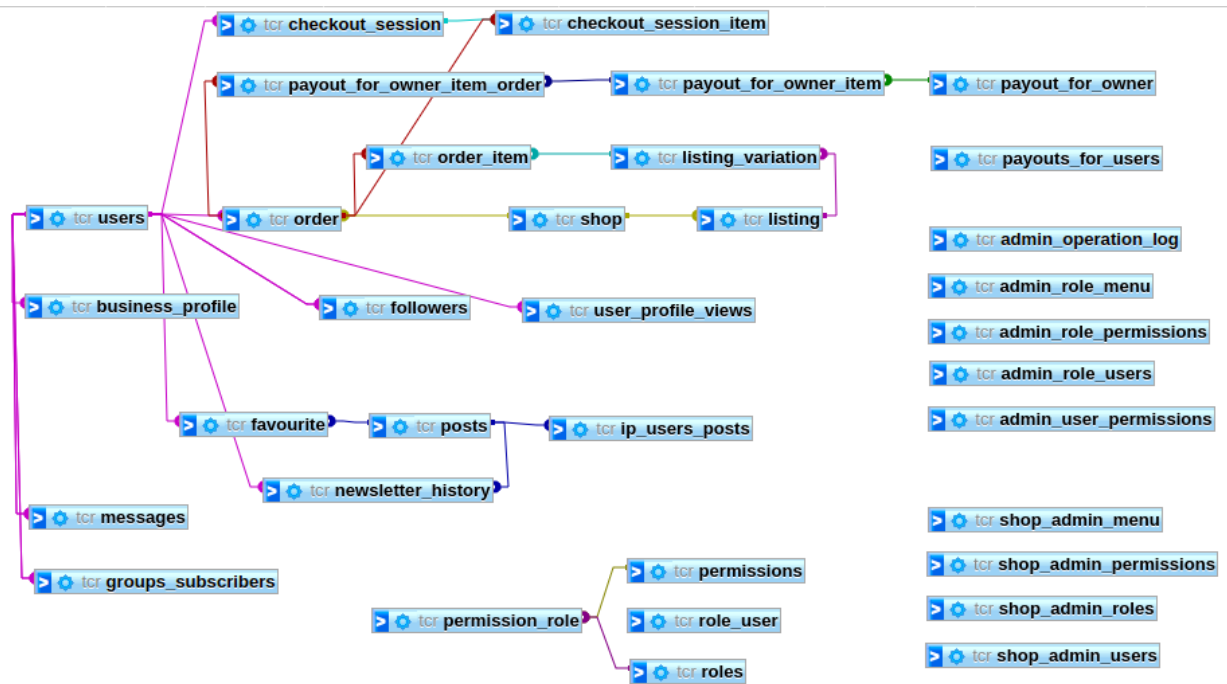 tcr checkout_session
tcr checkout_session_item
tcr payout_for_owner_item_order
tcr payout_for_owner_item
tcr payout_for_owner
tcr order_item
tcr listing_variation
tcr payouts_for_users
tcr users
tcr order
tcr shop
tcr listing
tcr admin_operation_log
tcr admin_role_menu
tcr business_profile
tcr followers
tcr user_profile_views
tcr admin_role_permissions
tcr admin_role_users
tcr favourite
tcr posts
tcr ip_users_posts
tcr admin_user_permissions
tcr newsletter_history
tcr messages
tcr shop_admin_menu
tcr groups_subscribers
tcr permissions
tcr shop_admin_permissions
tcr permission_role
tcr role_user
tcr shop_admin_roles
tcr roles
tcr shop_admin_users